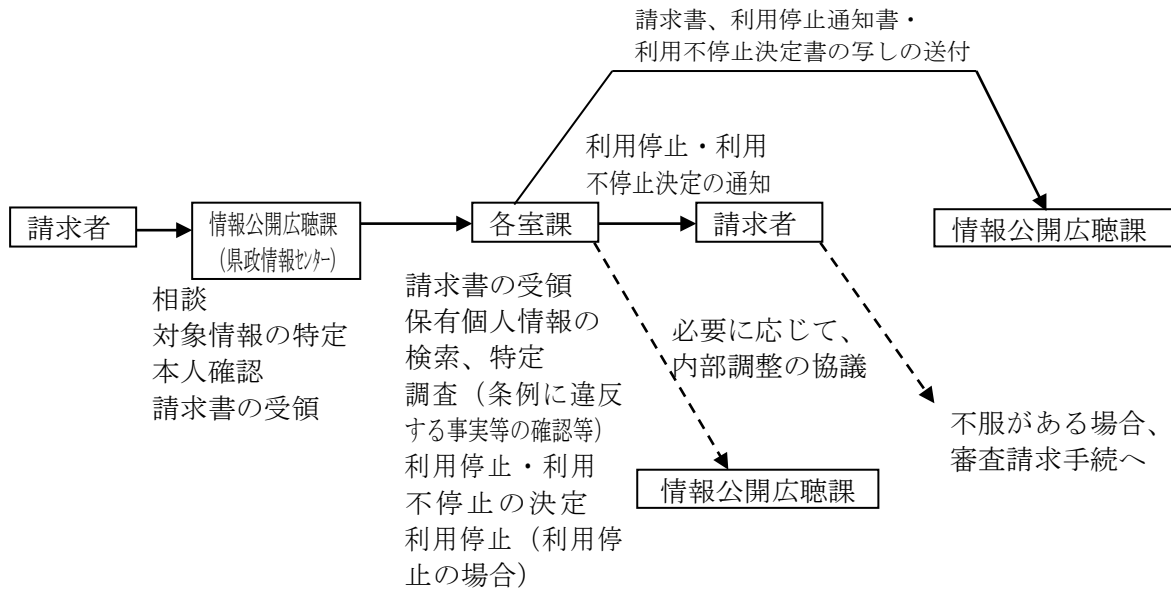 請求書、利用停止通知書・
利用不停止決定書の写しの送付
利用停止・利用
不停止決定の通知
請求者
情報公開広聴課
（県政情報ｾﾝﾀｰ）
各室課
請求者
情報公開広聴課
相談
対象情報の特定
本人確認
請求書の受領
請求書の受領
保有個人情報の
検索、特定
調査（条例に違反
する事実等の確認等）
利用停止・利用
不停止の決定
利用停止（利用停
止の場合）
必要に応じて、
内部調整の協議
情報公開広聴課
不服がある場合、
審査請求手続へ